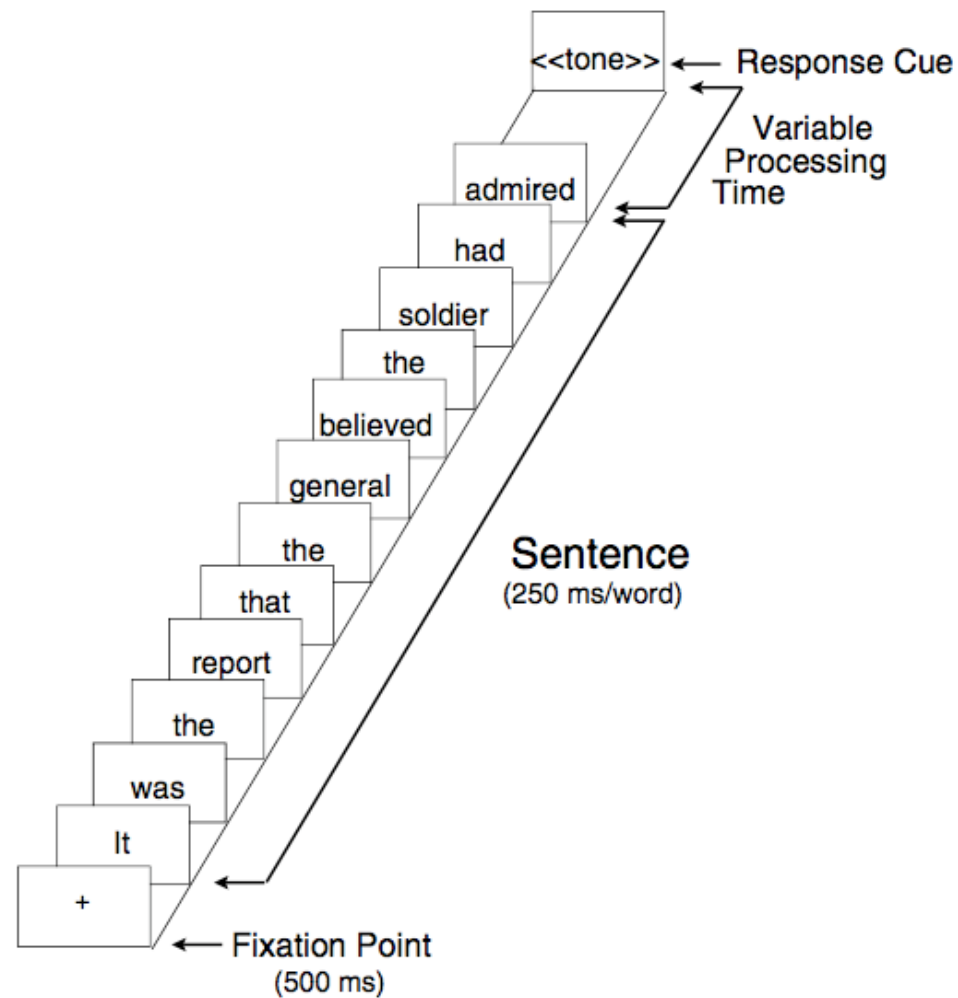 <<tone>>
Response Cue
Variable
Processing
Time
admired
had
soldier
the
believed
general
the
that
report
the
was
It
+
Sentence
(250 ms/word)
Fixation Point
(500 ms)